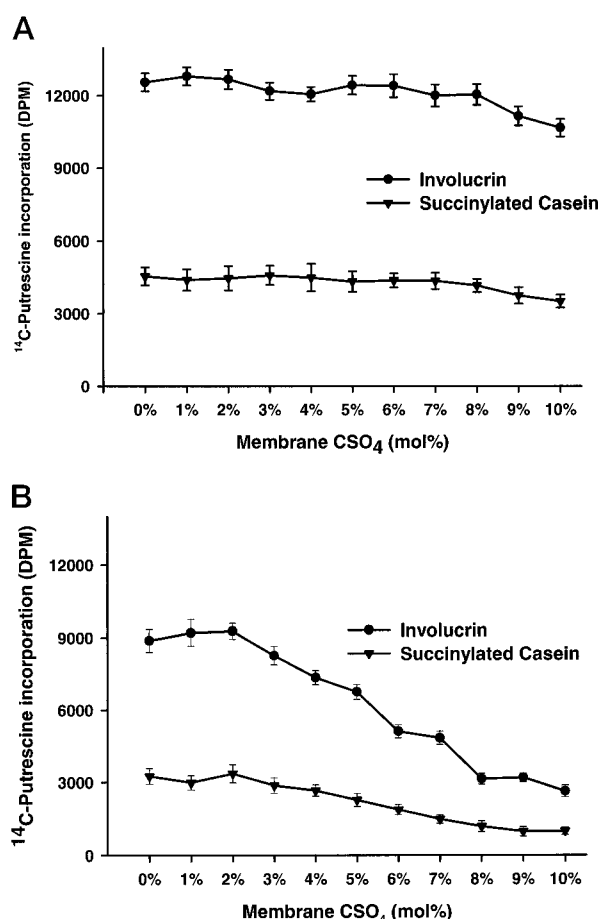 A
12000
9000
6000
3000
0
¹⁴C-Putrescine incorporation (DPM)
Involucrin
Succinylated Casein
0% 1% 2% 3% 4% 5% 6% 7% 8% 9% 10%
Membrane CSO₄ (mol%)
B
12000
9000
6000
3000
0
¹⁴C-Putrescine incorporation (DPM)
Involucrin
Succinylated Casein
0% 1% 2% 3% 4% 5% 6% 7% 8% 9% 10%
Membrane CSO₄ (mol%)